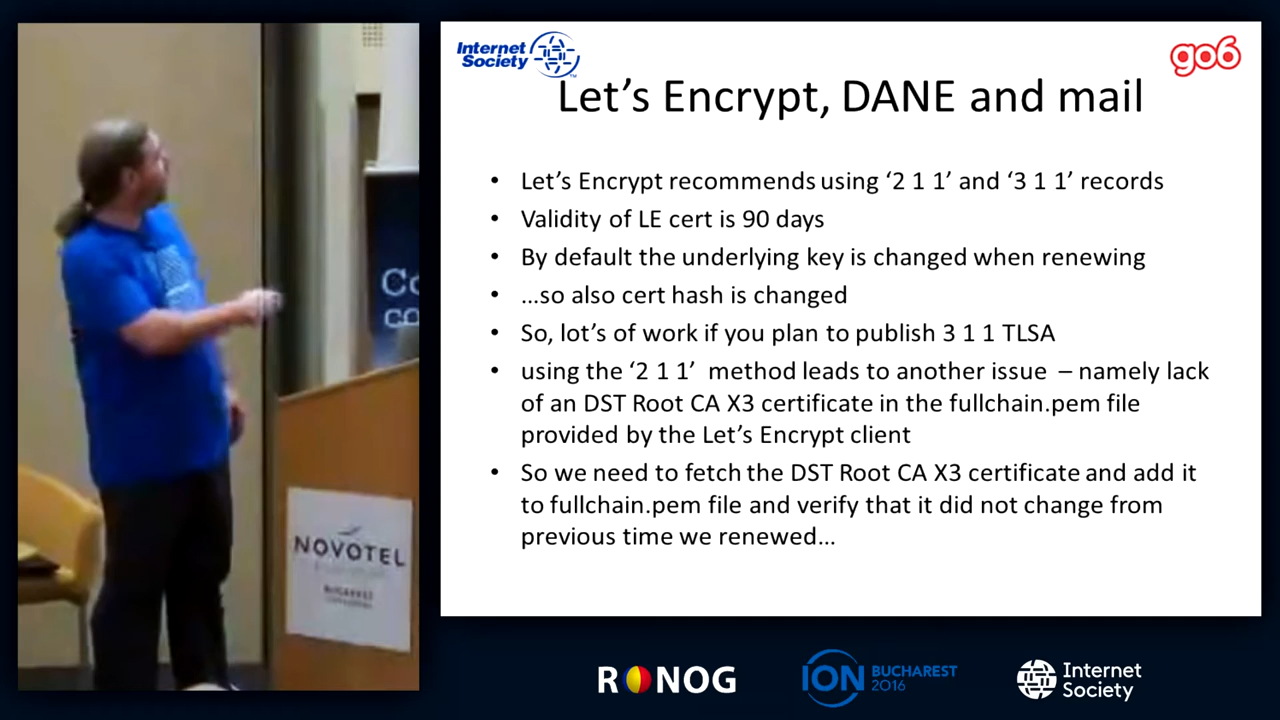 Internet
Society
go6
Let's Encrypt, DANE and mail
• Let's Encrypt recommends using '2 1 1' and '3 1 1' records
• Validity of LE cert is 90 days
• By default the underlying key is changed when renewing
• …so also cert hash is changed
• So, lot's of work if you plan to publish 3 1 1 TLSA
• using the '2 1 1' method leads to another issue – namely lack
of an DST Root CA X3 certificate in the fullchain.pem file
provided by the Let's Encrypt client
• So we need to fetch the DST Root CA X3 certificate and add it
to fullchain.pem file and verify that it did not change from
previous time we renewed…
NOVOTEL
BUCAREST
RONOG
ION BUCHAREST
2016
Internet
Society